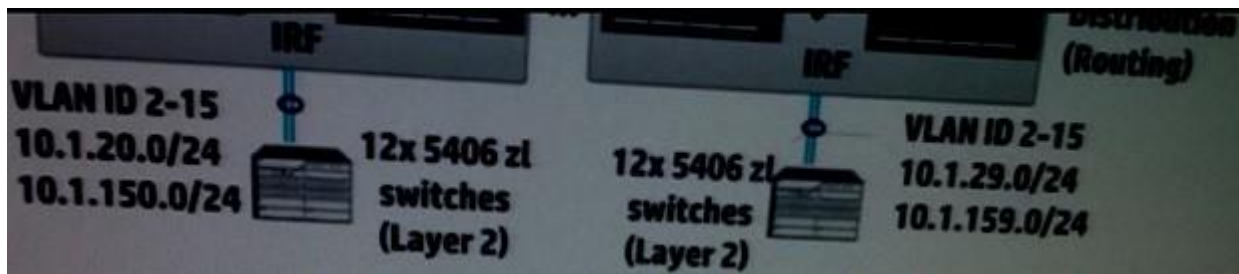 IRF
VLAN ID 2-15
10.1.20.0/24
10.1.150.0/24
12x 5406 zl
switches
(Layer 2)
Distribution
(Routing)
IRF
12x 5406 zl
switches
(Layer 2)
VLAN ID 2-15
10.1.29.0/24
10.1.159.0/24